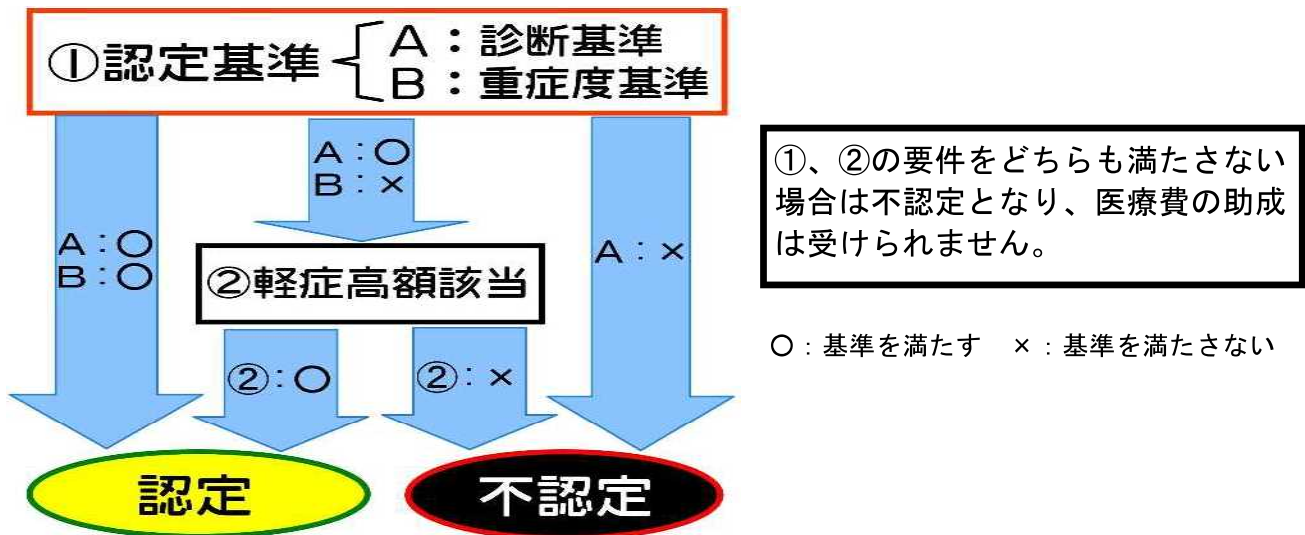 ①認定基準
A：診断基準
B：重症度基準
A：〇
B：×
A：〇
B：〇
②軽症高額該当
A：×
②：〇
②：×
認定
不認定
①、②の要件をどちらも満たさない
場合は不認定となり、医療費の助成
は受けられません。
〇：基準を満たす　×：基準を満たさない